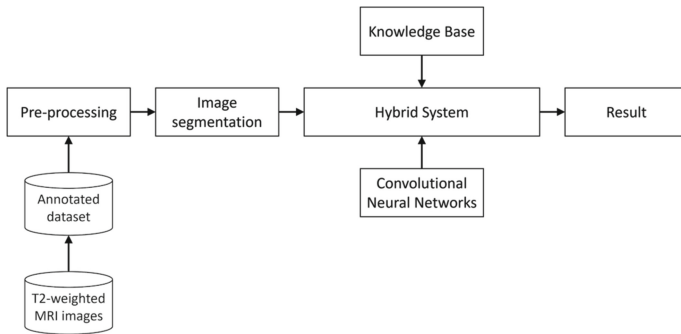 Knowledge Base
Pre-processing
Image
segmentation
Hybrid System
Result
Convolutional
Neural Networks
Annotated
dataset
T2-weighted
MRI images